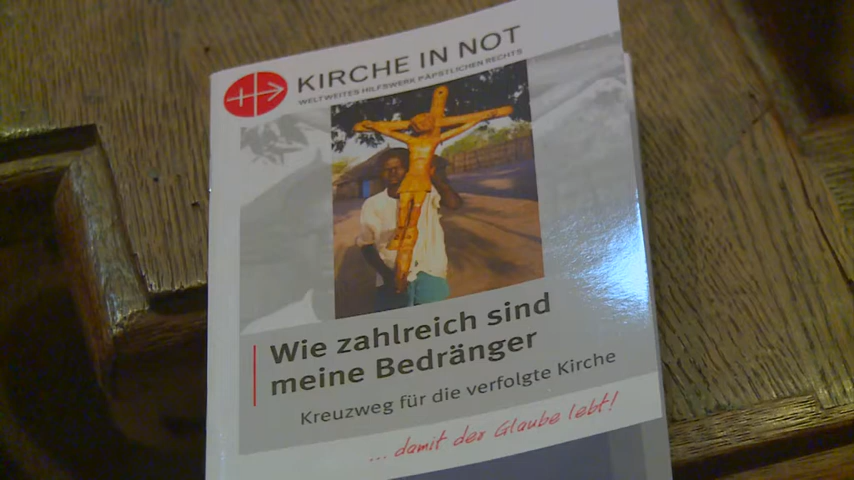 KIRCHE IN NOT
WELTWEITES HILFSWERK PÄPSTLICHEN RECHTS
Wie zahlreich sind
meine Bedränger
Kreuzweg für die verfolgte Kirche
... damit der Glaube lebt!